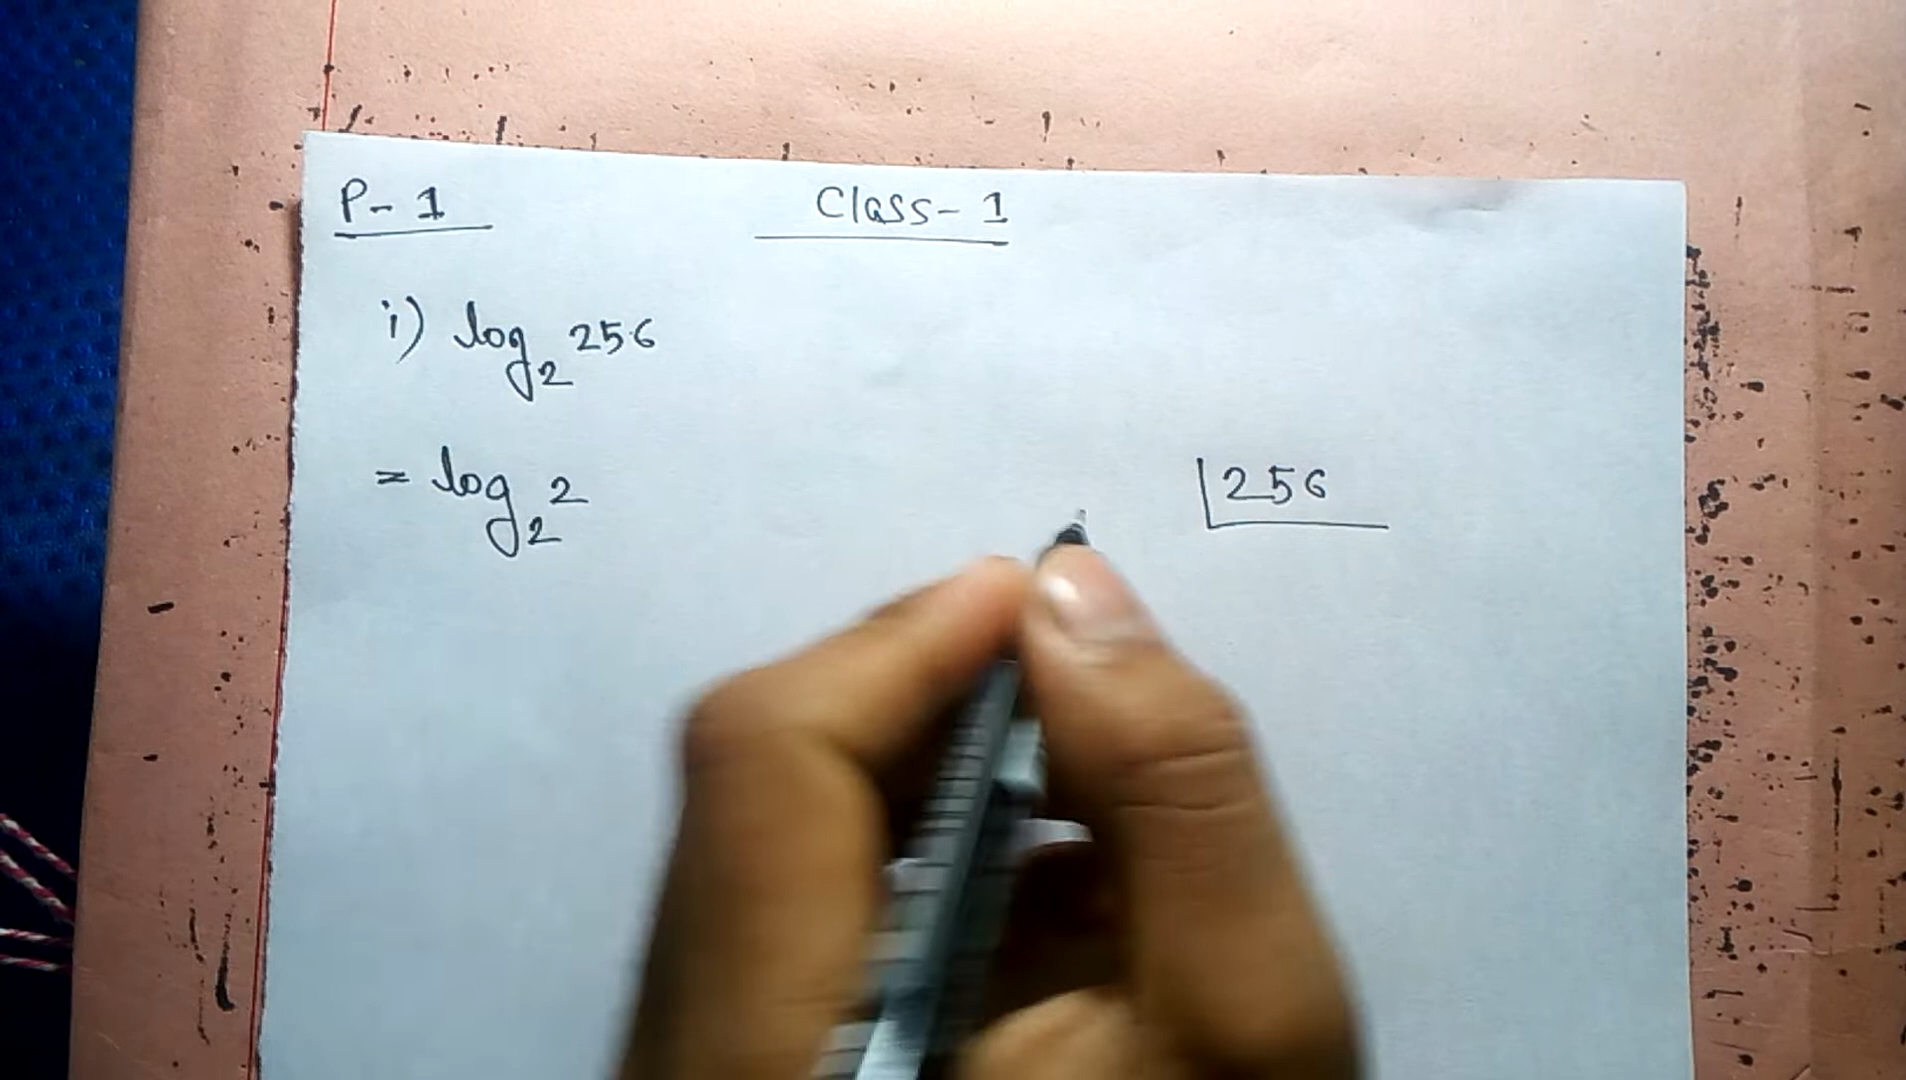 P-1 Class-1
i) log₂ 256
= log₂ 2
256